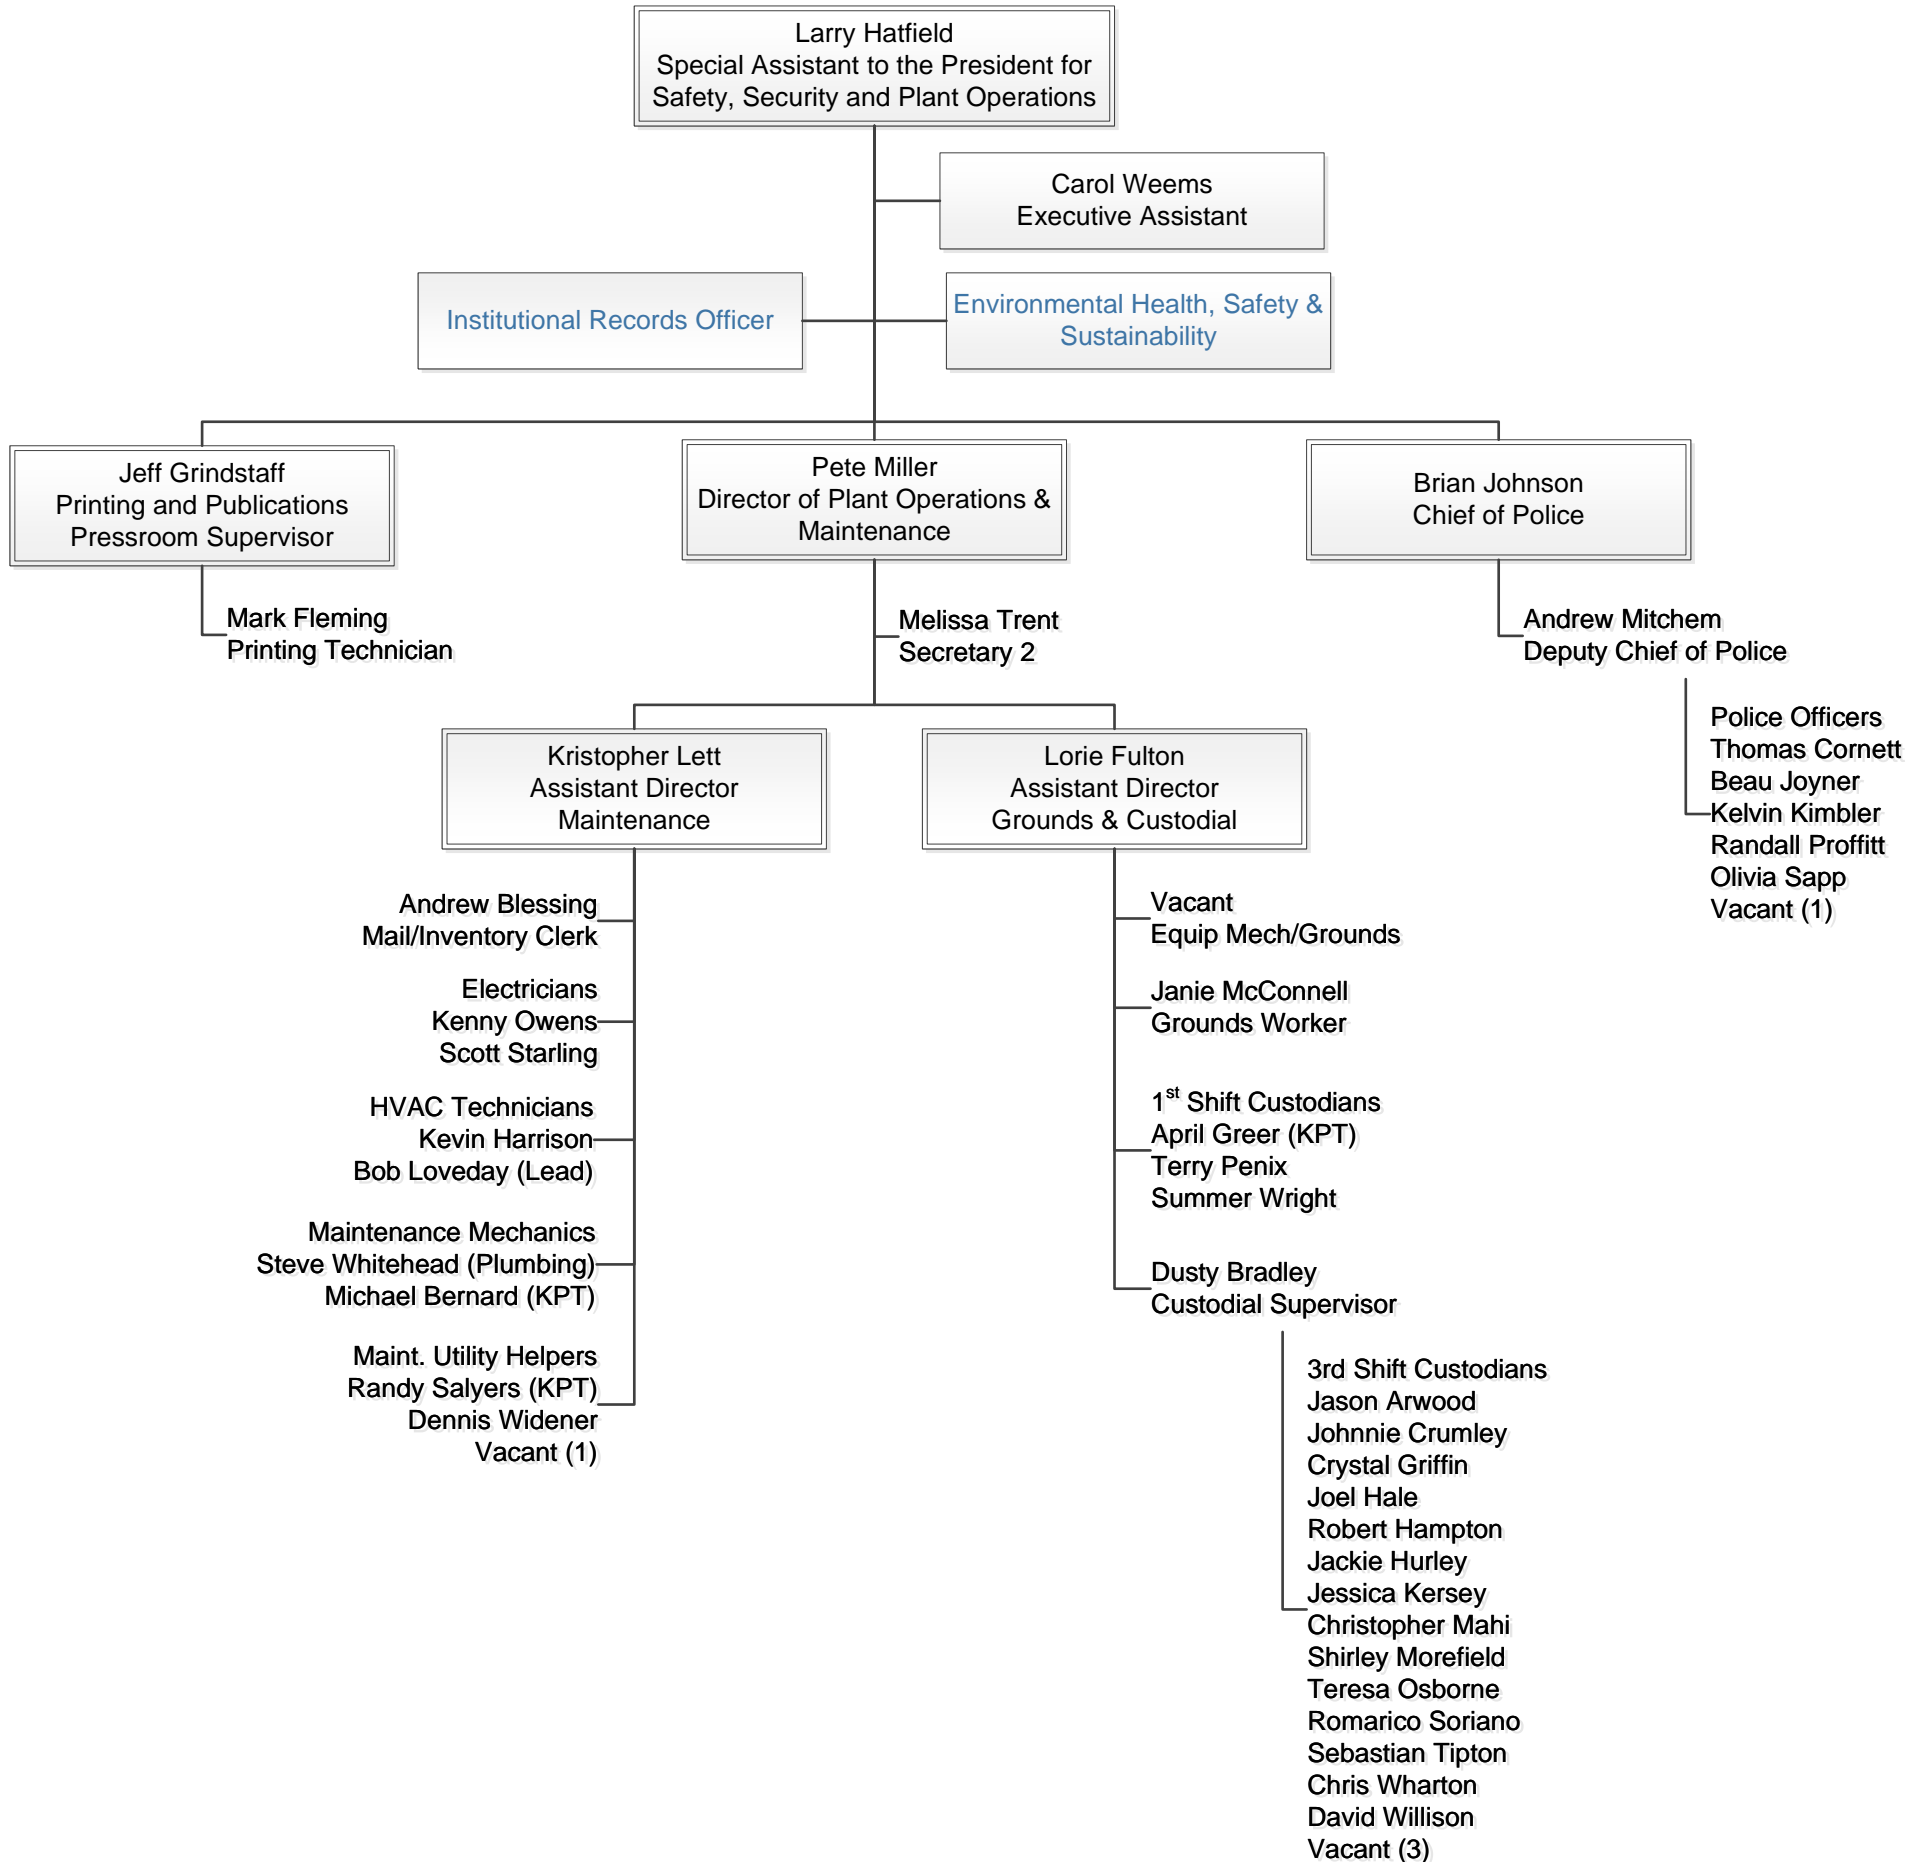 Larry Hatfield
Special Assistant to the President for
Safety, Security and Plant Operations
Carol Weems
Executive Assistant
Institutional Records Officer
Environmental Health, Safety &
Sustainability
Jeff Grindstaff
Printing and Publications
Pressroom Supervisor
Pete Miller
Director of Plant Operations &
Maintenance
Brian Johnson
Chief of Police
Mark Fleming
Printing Technician
Melissa Trent
Secretary 2
Andrew Mitchem
Deputy Chief of Police
Police Officers
Thomas Cornett
Beau Joyner
Kelvin Kimbler
Randall Proffitt
Olivia Sapp
Vacant (1)
Kristopher Lett
Assistant Director
Maintenance
Lorie Fulton
Assistant Director
Grounds & Custodial
Andrew Blessing
Mail/Inventory Clerk
Electricians
Kenny Owens
Scott Starling
HVAC Technicians
Kevin Harrison
Bob Loveday (Lead)
Maintenance Mechanics
Steve Whitehead (Plumbing)
Michael Bernard (KPT)
Maint. Utility Helpers
Randy Salyers (KPT)
Dennis Widener
Vacant (1)
Vacant
Equip Mech/Grounds
Janie McConnell
Grounds Worker
1st Shift Custodians
April Greer (KPT)
Terry Penix
Summer Wright
Dusty Bradley
Custodial Supervisor
3rd Shift Custodians
Jason Arwood
Johnnie Crumley
Crystal Griffin
Joel Hale
Robert Hampton
Jackie Hurley
Jessica Kersey
Christopher Mahi
Shirley Morefield
Teresa Osborne
Romarico Soriano
Sebastian Tipton
Chris Wharton
David Willison
Vacant (3)